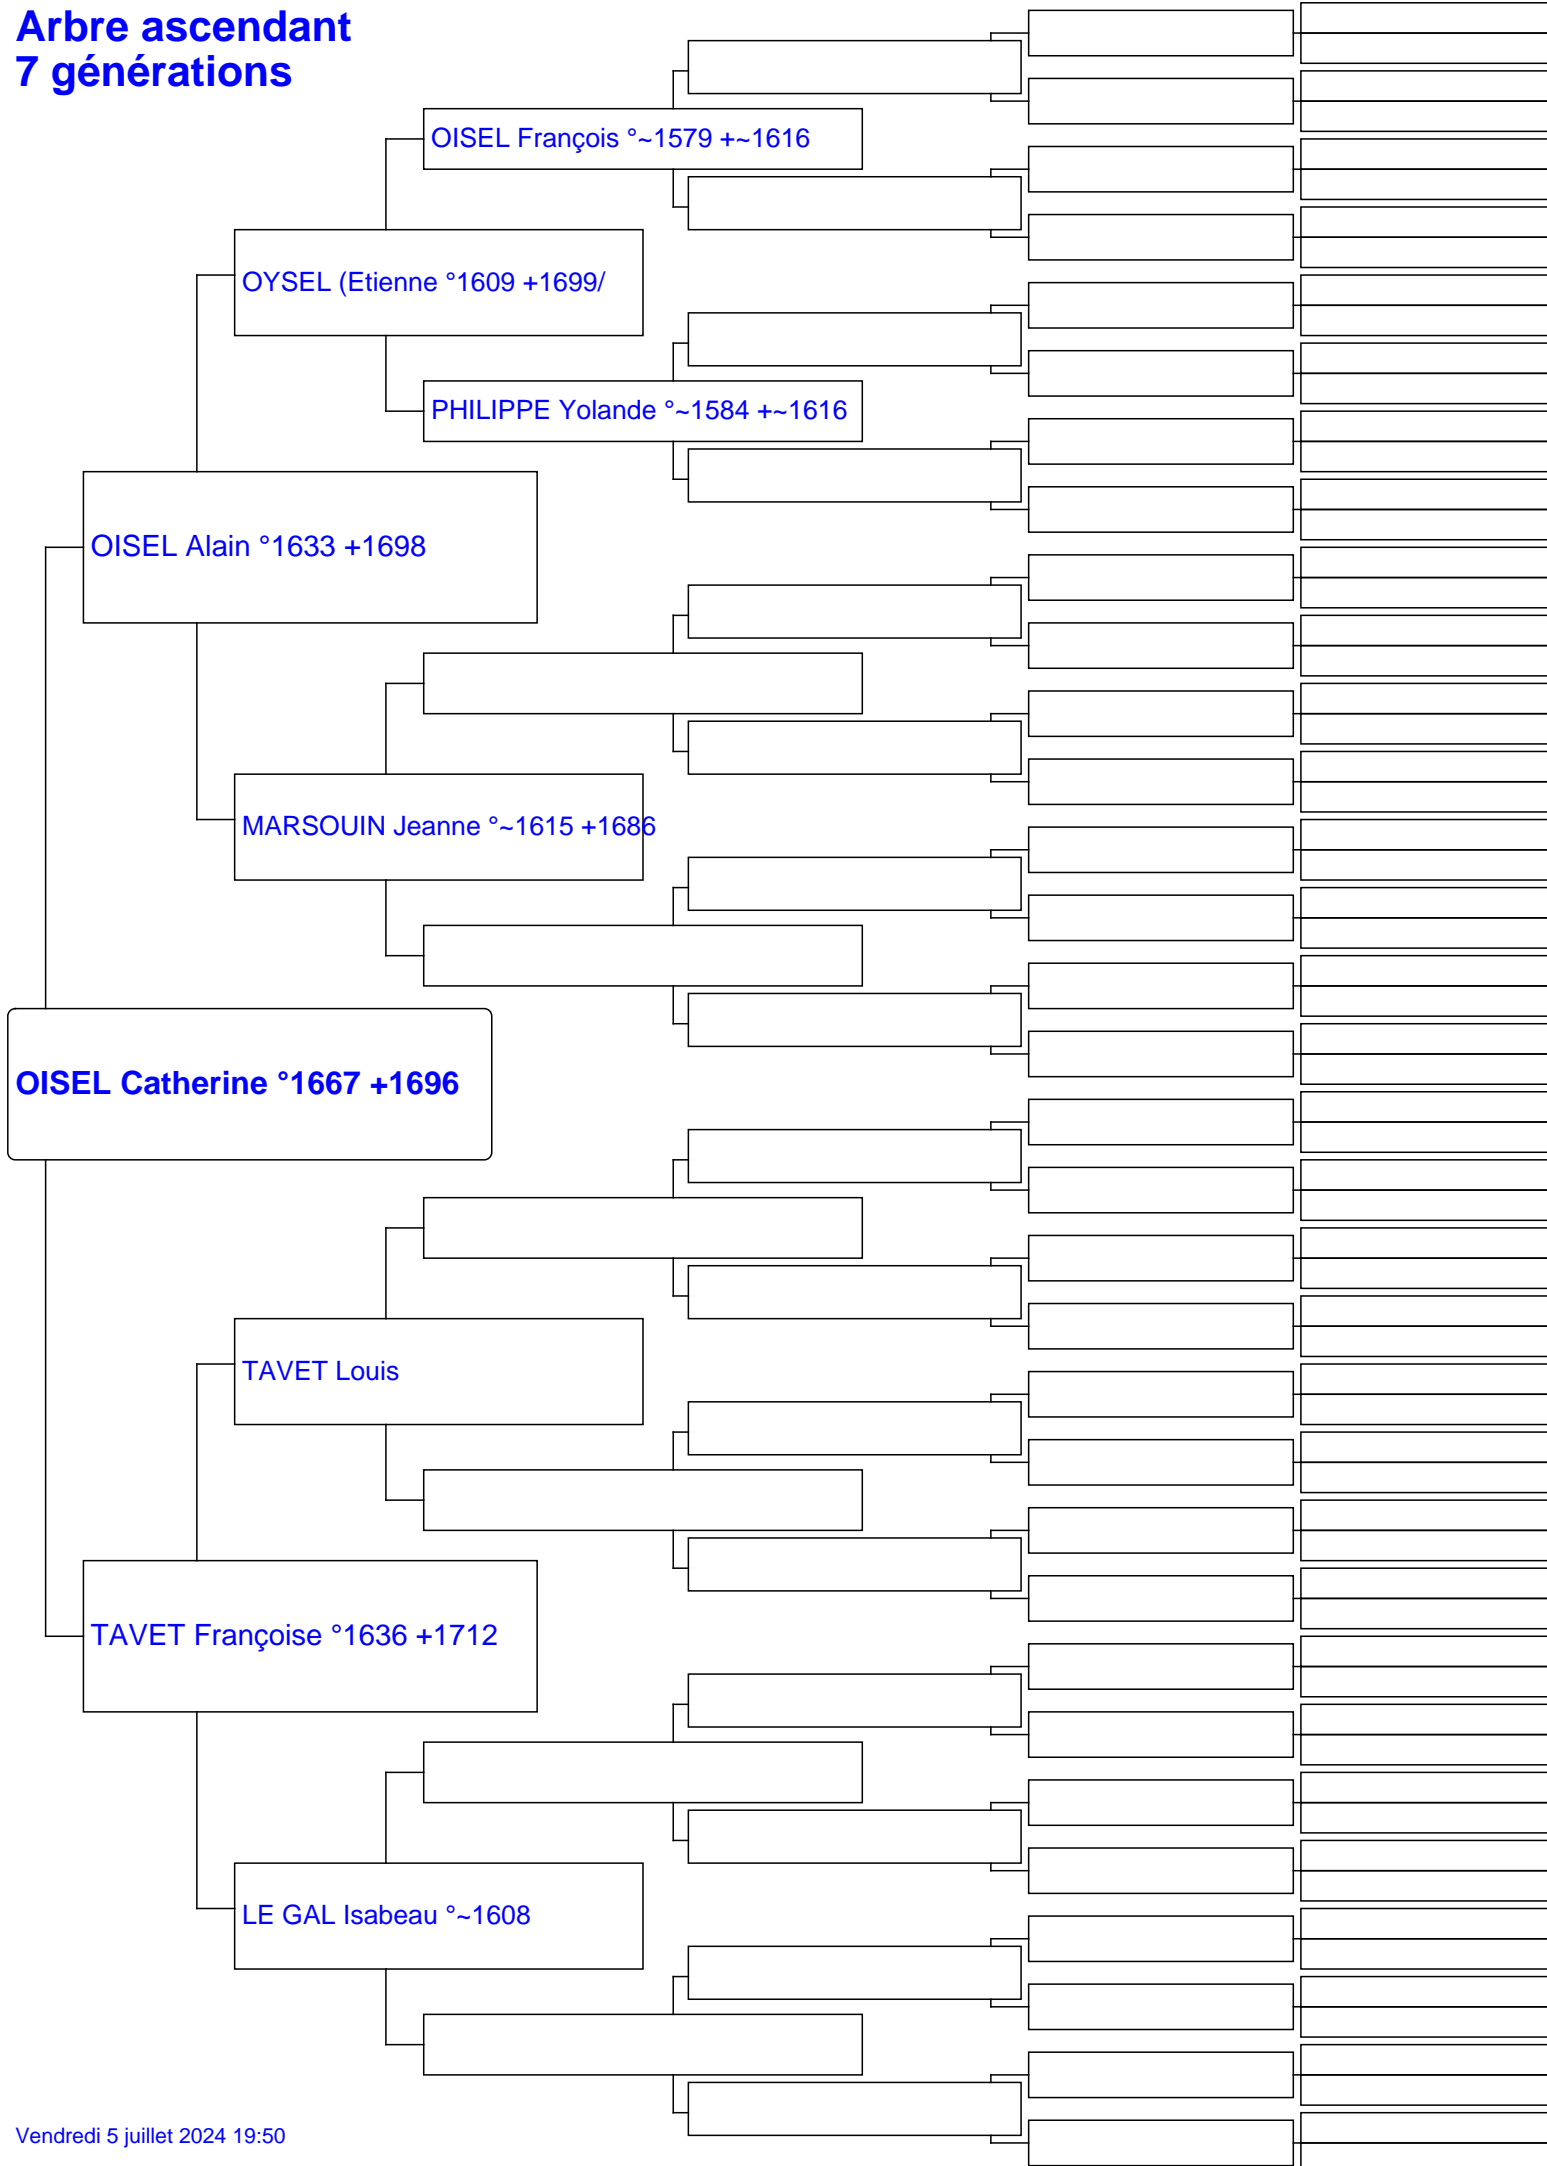 Arbre ascendant
7 générations
OISEL François °~1579 +~1616
OYSEL (Etienne °1609 +1699/
PHILIPPE Yolande °~1584 +~1616
OISEL Alain °1633 +1698
MARSOUIN Jeanne °~1615 +1686
OISEL Catherine °1667 +1696
TAVET Louis
TAVET Françoise °1636 +1712
LE GAL Isabeau °~1608
Vendredi 5 juillet 2024 19:50